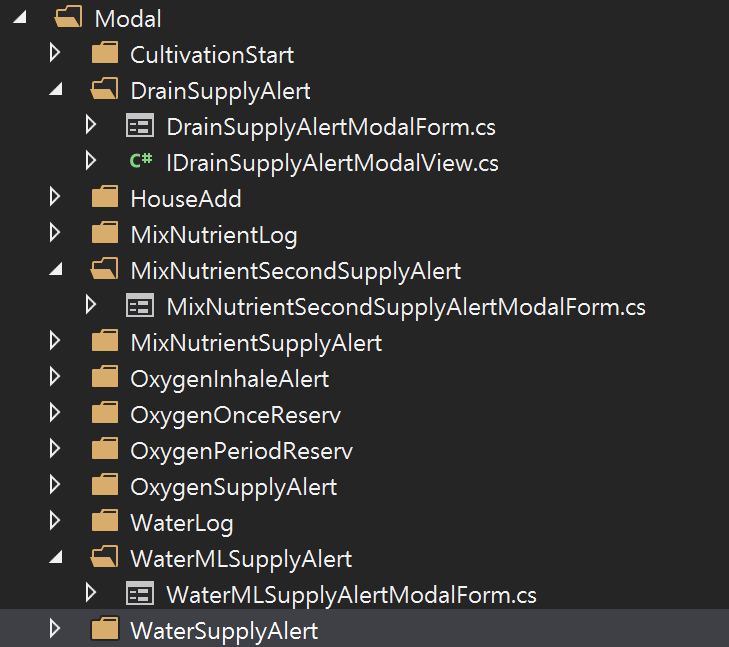 Modal
CultivationStart
DrainSupplyAlert
DrainSupplyAlertModalForm.cs
C# IDrainSupplyAlertModalView.cs
HouseAdd
MixNutrientLog
MixNutrientSecondSupplyAlert
MixNutrientSecondSupplyAlertModalForm.cs
MixNutrientSupplyAlert
OxygenInhaleAlert
OxygenOnceReserv
OxygenPeriodReserv
OxygenSupplyAlert
WaterLog
WaterMLSupplyAlert
WaterMLSupplyAlertModalForm.cs
WaterSupplyAlert